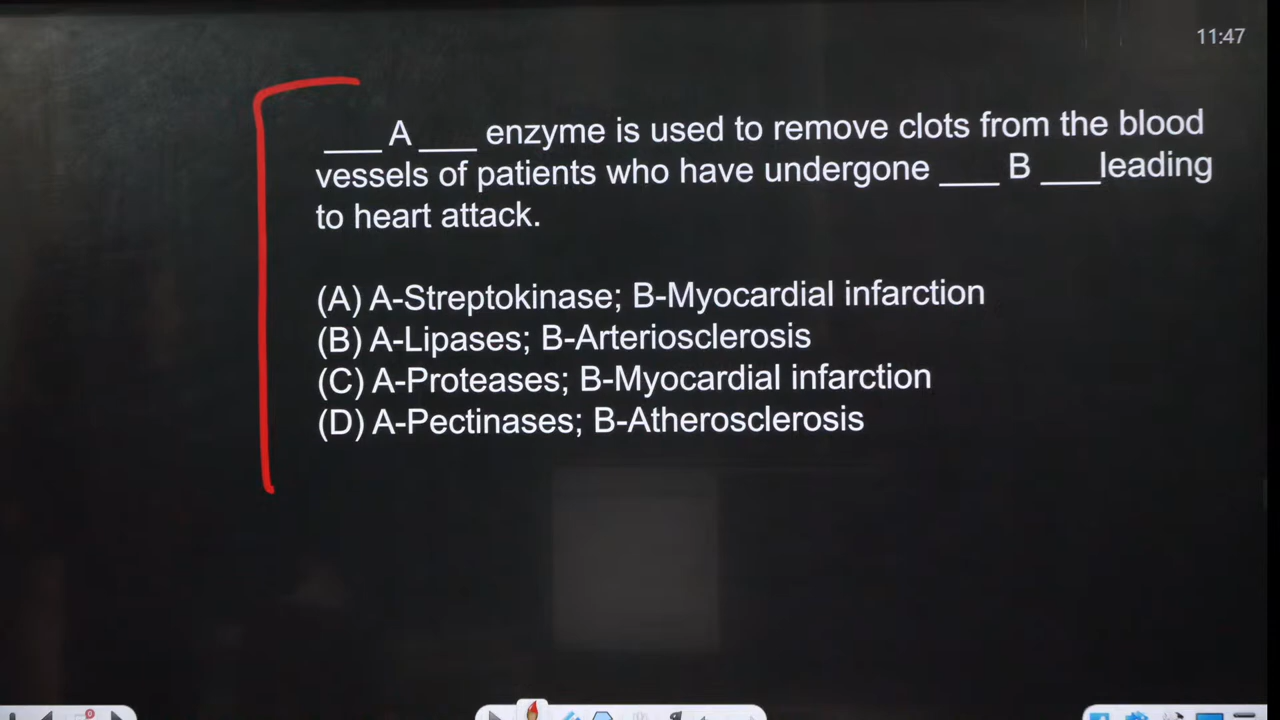 11:47
___ A ___ enzyme is used to remove clots from the blood
vessels of patients who have undergone ___ B ___leading
to heart attack.
(A) A-Streptokinase; B-Myocardial infarction
(B) A-Lipases; B-Arteriosclerosis
(C) A-Proteases; B-Myocardial infarction
(D) A-Pectinases; B-Atherosclerosis